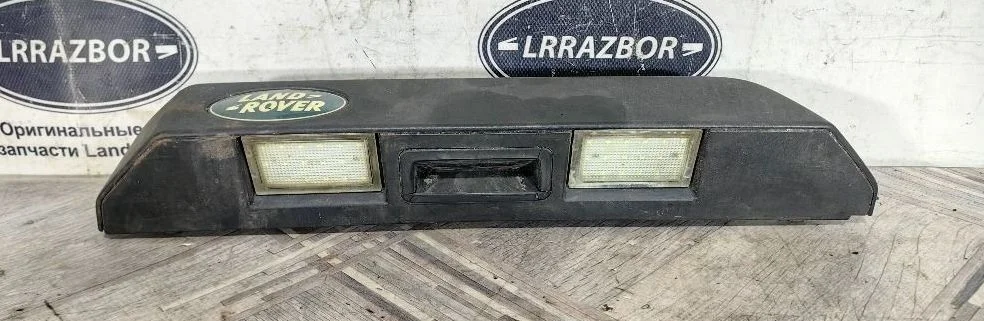 LRRAZBOR
LRRAZBOR
Оригинальные
запчасти Land
LAND
ROVER